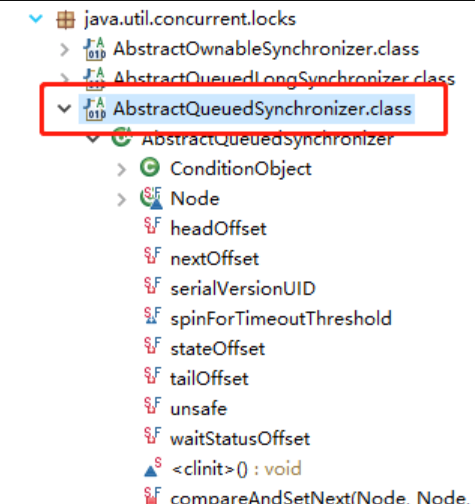 java.util.concurrent.locks
AbstractOwnableSynchronizer.class
AbstractQueuedLongSynchronizer.class
AbstractQueuedSynchronizer.class
AbstractQueuedSynchronizer
ConditionObject
Node
headOffset
nextOffset
serialVersionUID
spinForTimeoutThreshold
stateOffset
tailOffset
unsafe
waitStatusOffset
<clinit>() : void
compareAndSetNext(Node, Node,